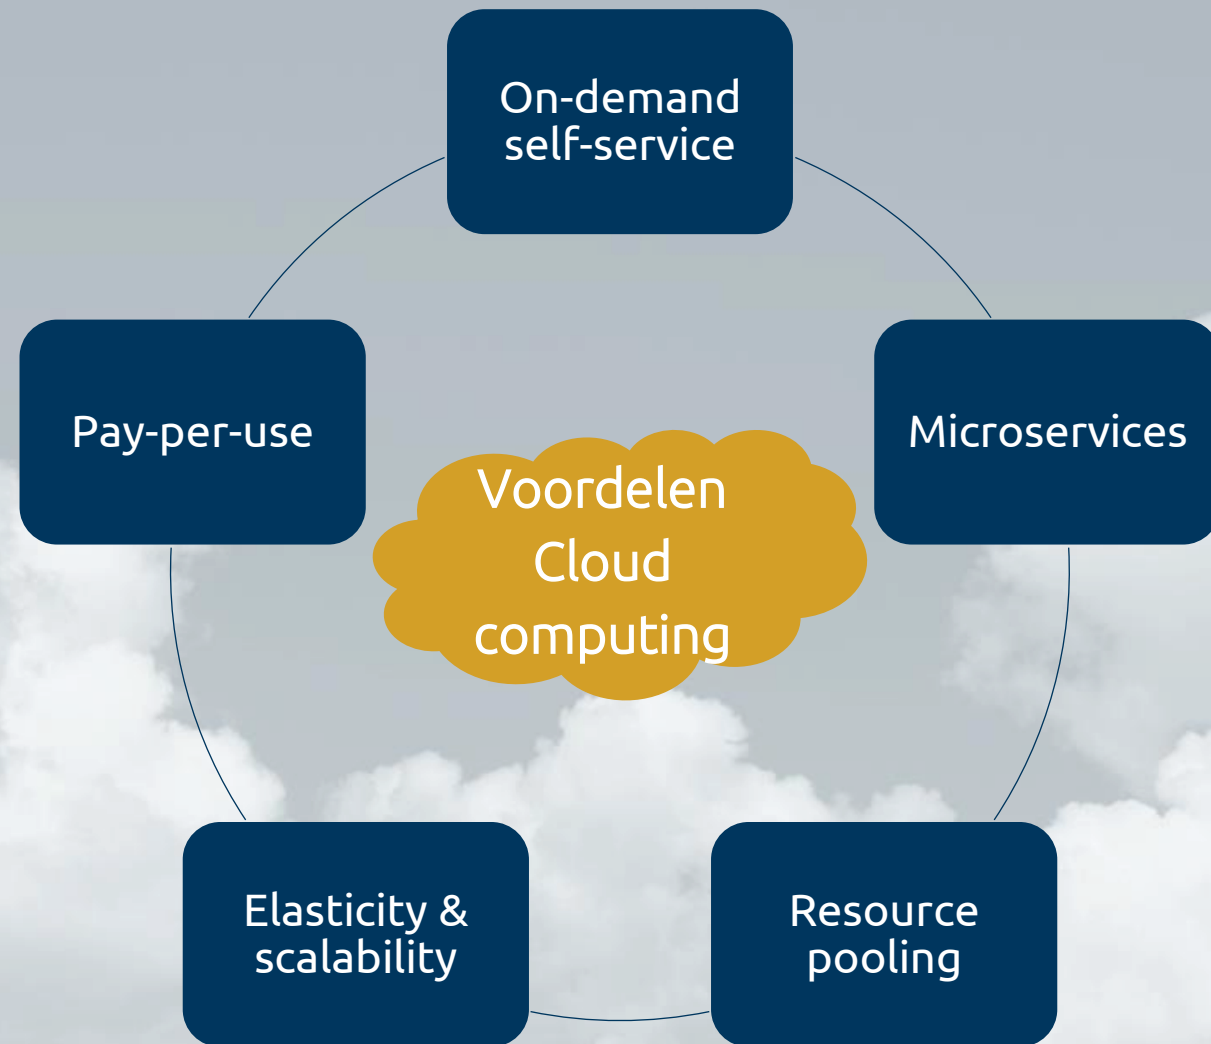 On-demand
self-service
Pay-per-use
Microservices
Voordelen
Cloud
computing
Elasticity &
scalability
Resource
pooling